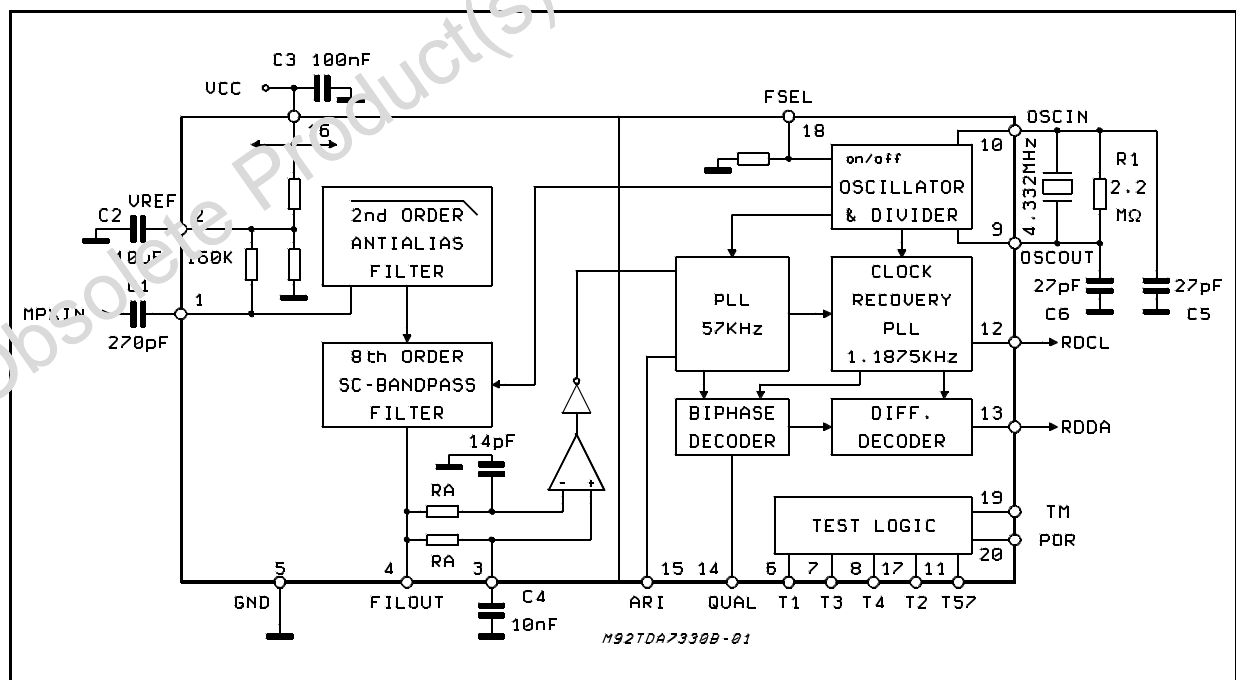 Obsolete Product(s)
C3 100nF
VCC
FSEL
16
18
OSCIN
10
on/off
OSCILLATOR
& DIVIDER
4.332MHz
R1
2.2
MΩ
VREF
C2
2
10uF
160K
2nd ORDER
ANTIALIAS
FILTER
9
OSCOUT
C1
1
MPXIN
270pF
PLL
57KHz
CLOCK
RECOVERY
PLL
1.1875KHz
27pF
C6
27pF
C5
12
RDCL
8th ORDER
SC-BANDPASS
FILTER
BIPHASE
DECODER
DIFF.
DECODER
13
RDDA
14pF
- +
RA
RA
TEST LOGIC
19
TM
POR
20
5
4
3
15
14
6
7
8
17
11
GND
FILOUT
C4
10nF
ARI
QUAL
T1
T3
T4
T2
T57
M92TDA7330B-01